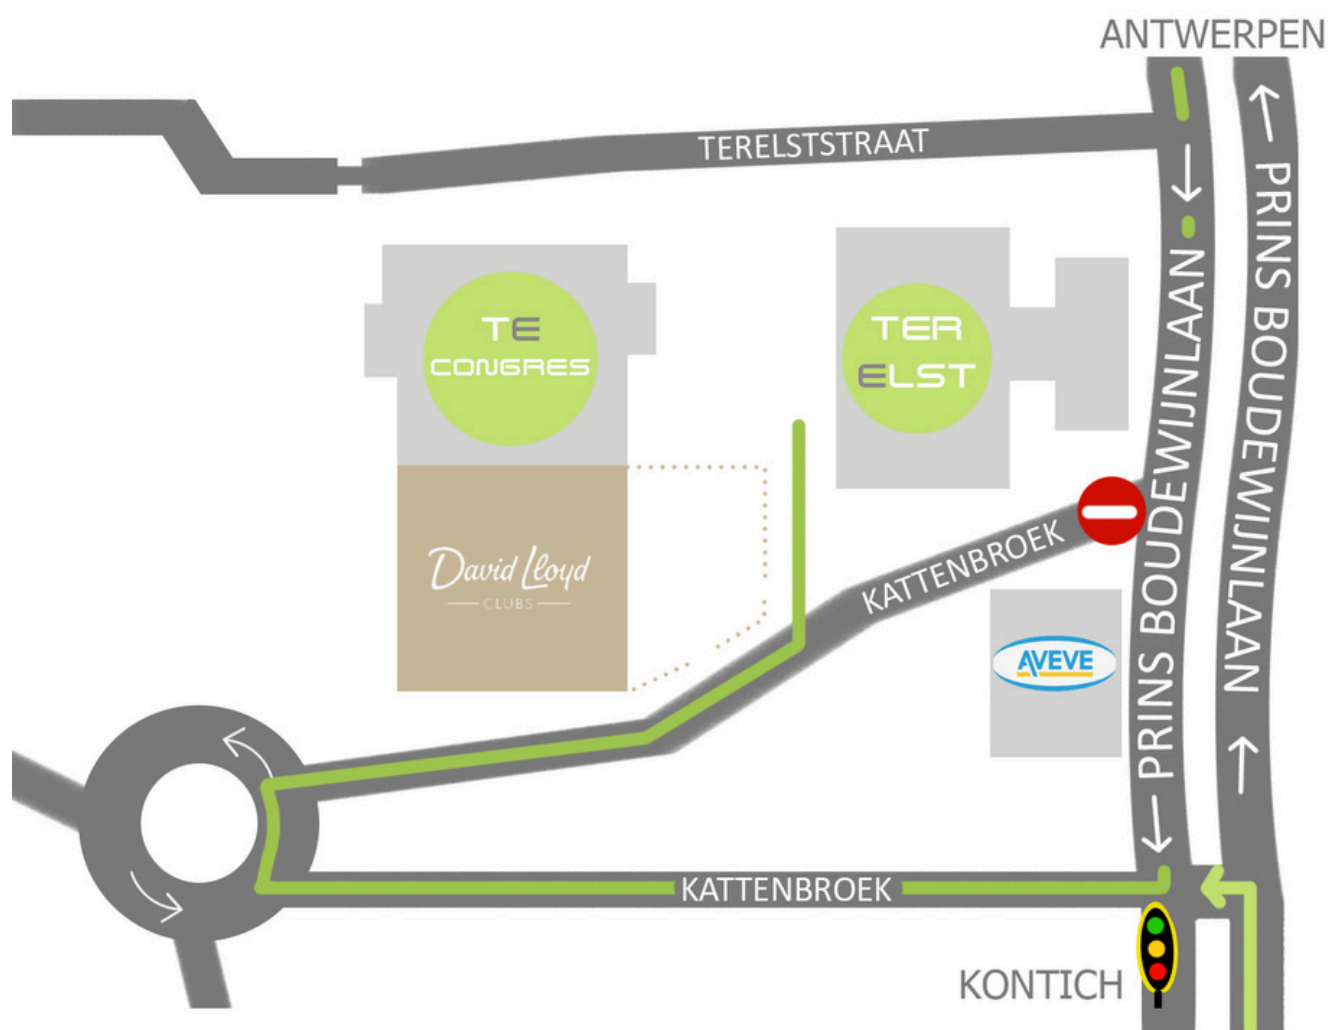 ANTWERPEN
TERELSTSTRAAT
PRINS BOUDEWIJNLAAN
PRINS BOUDEWIJNLAAN
TE
CONGRES
TER
ELST
KATTENBROEK
David Lloyd
CLUBS
AVEVE
KATTENBROEK
KONTICH